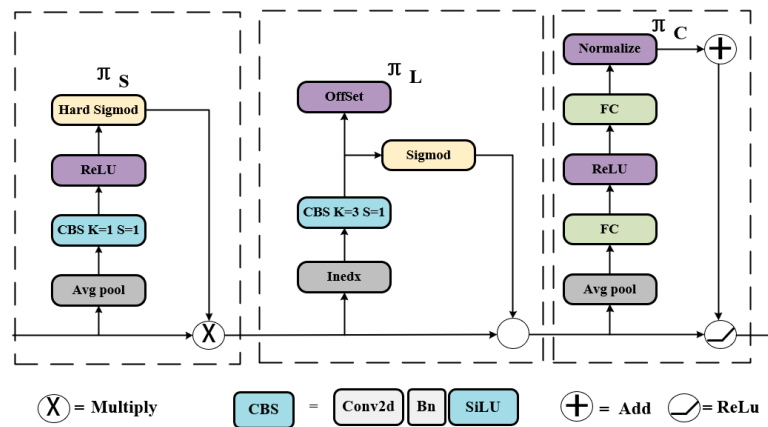 π S
Hard Sigmod
ReLU
CBS K=1 S=1
Avg pool
X
π L
OffSet
Sigmod
CBS K=3 S=1
Inedx
π C
Normalize
+
FC
ReLU
FC
Avg pool
X = Multiply
CBS = Conv2d Bn SiLU
+ = Add
= ReLu